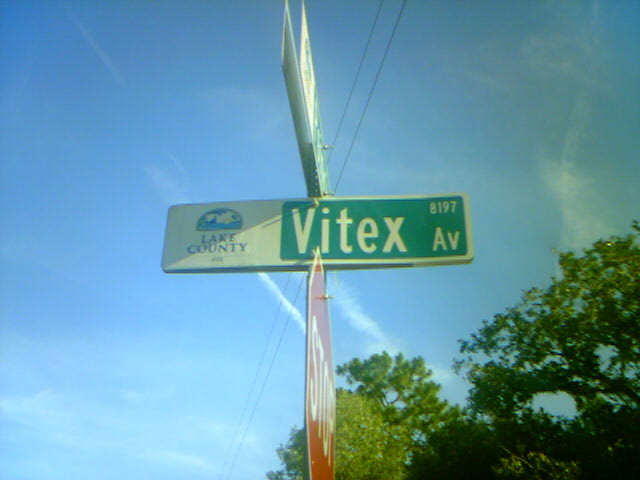 LAKE
COUNTY
Vitex Av
8197
STOP